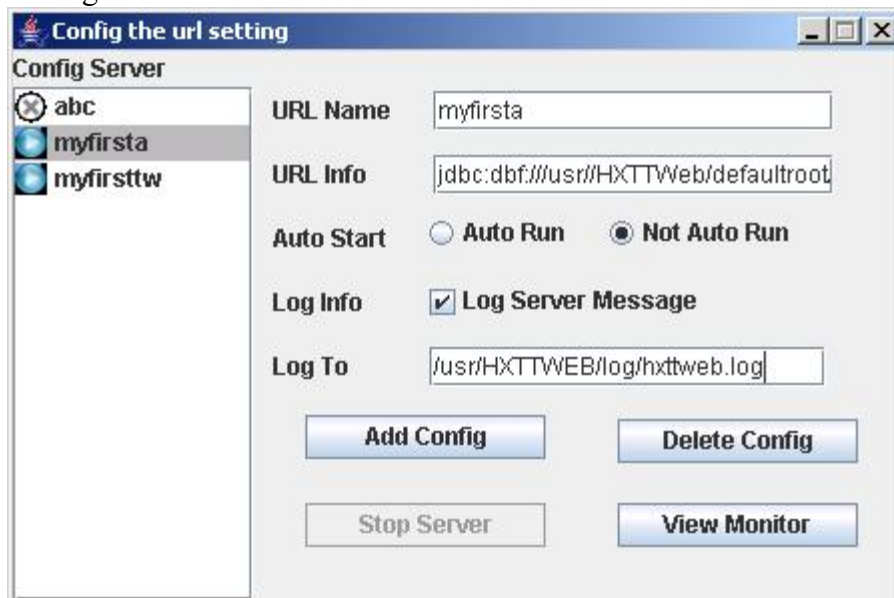 Config the url setting
Config Server
abc
myfirsta
myfirsttw
URL Name myfirsta
URL Info jdbc:dbf:///usr//HXTTWeb/defaultroot
Auto Start Auto Run Not Auto Run
Log Info Log Server Message
Log To /usr/HXTTWEB/log/hxttweb.log
Add Config Delete Config
Stop Server View Monitor